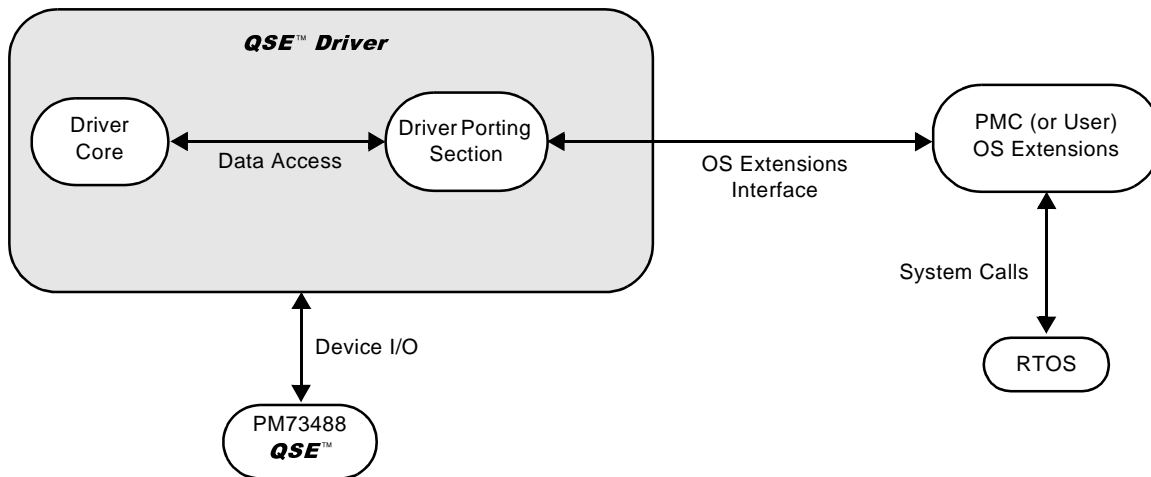 QSE™ Driver
Driver
Core
Data Access
Driver Porting
Section
OS Extensions
Interface
PMC (or User)
OS Extensions
System Calls
RTOS
Device I/O
PM73488
QSE™